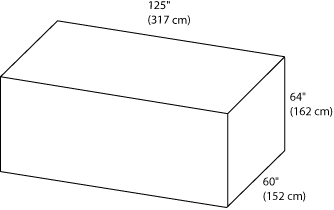 125"
(317 cm)
64"
(162 cm)
60"
(152 cm)